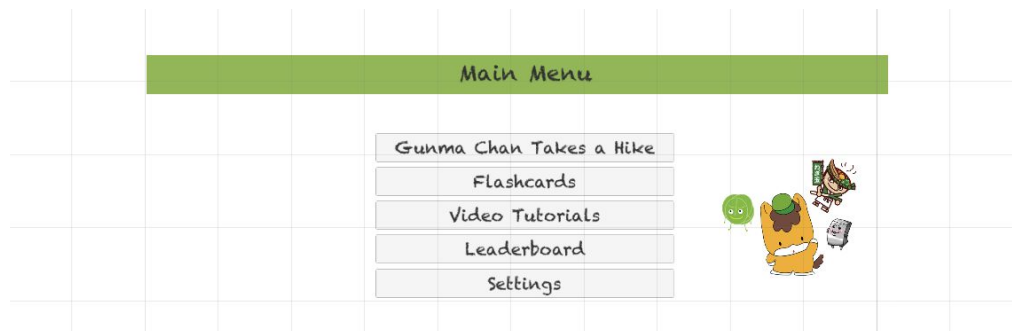 Main Menu
Gunma Chan Takes a Hike
Flashcards
Video Tutorials
Leaderboard
Settings